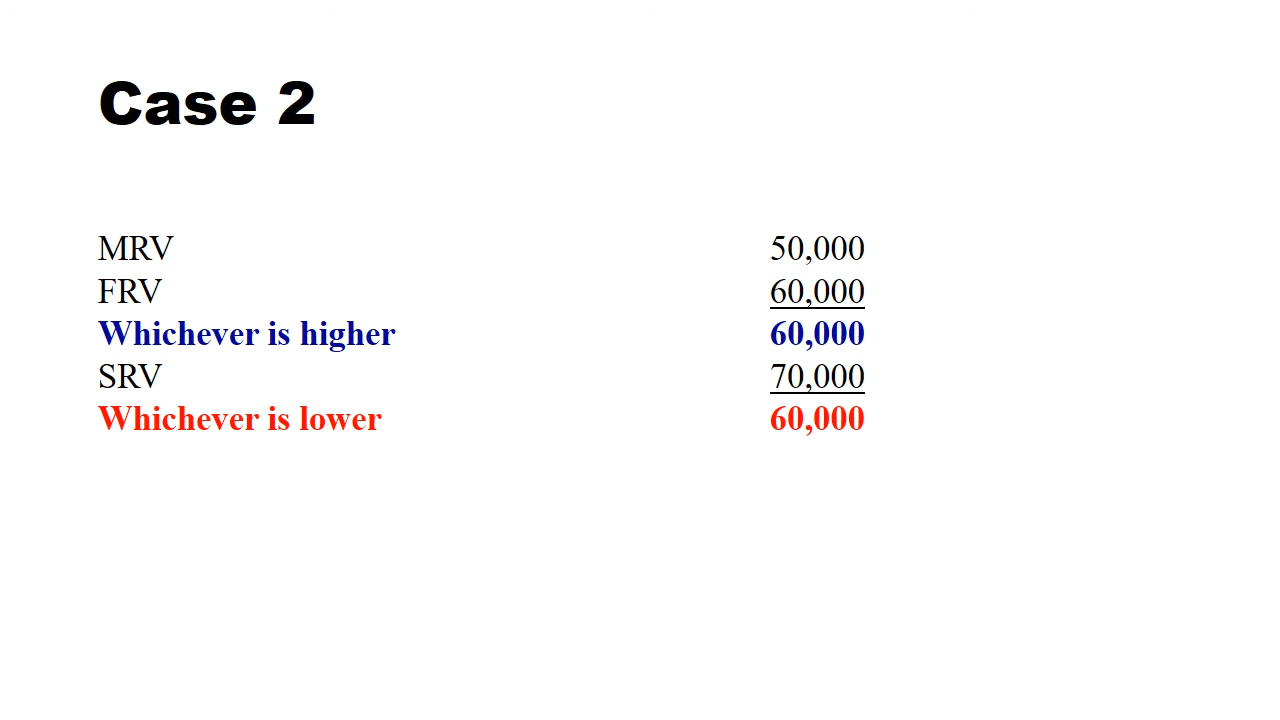 Case 2
MRV 50,000
FRV 60,000
Whichever is higher 60,000
SRV 70,000
Whichever is lower 60,000